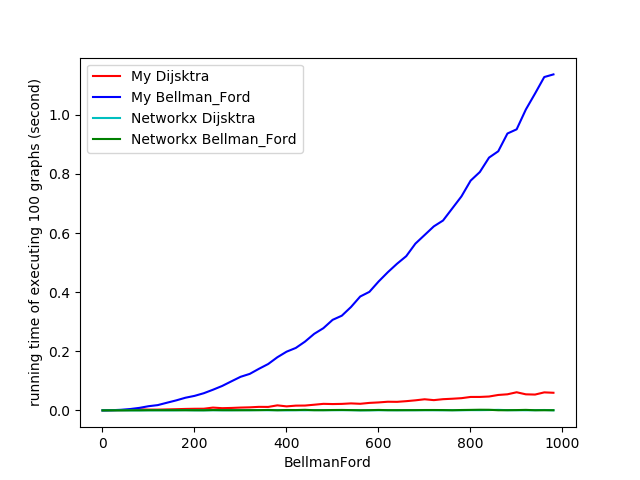 My Dijsktra
My Bellman_Ford
Networkx Dijsktra
Networkx Bellman_Ford
running time of executing 100 graphs (second)
1.0
0.8
0.6
0.4
0.2
0.0
0 200 400 600 800 1000
BellmanFord